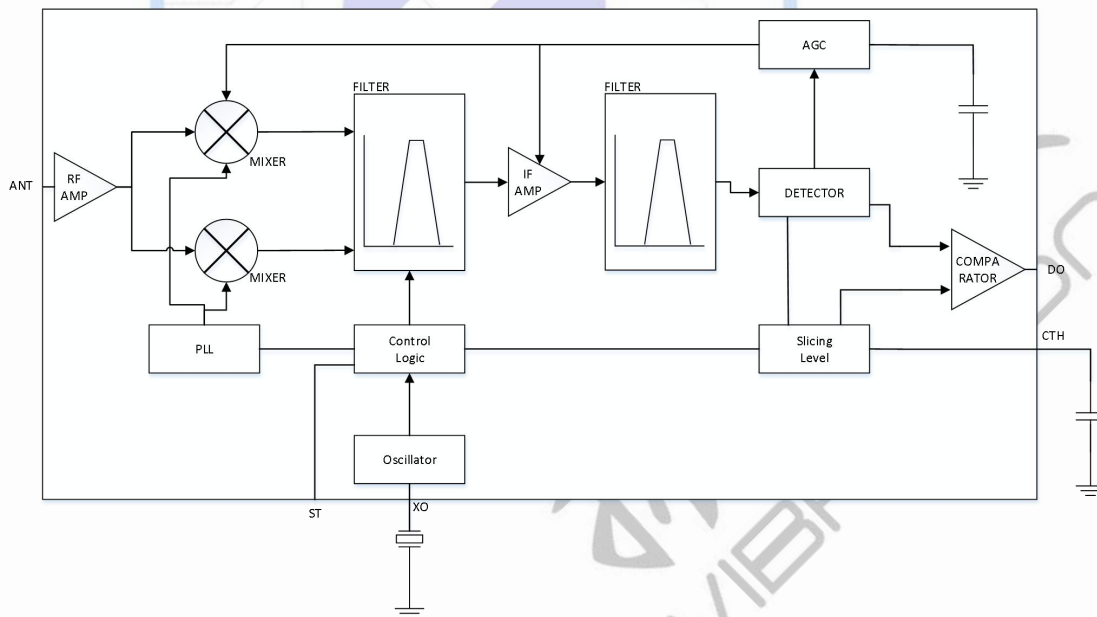 AGC
FILTER
FILTER
MIXER
ANT
RF
AMP
IF
AMP
DETECTOR
MIXER
COMPA
RATOR
DO
PLL
Control
Logic
Slicing
Level
CTH
Oscillator
ST
XO